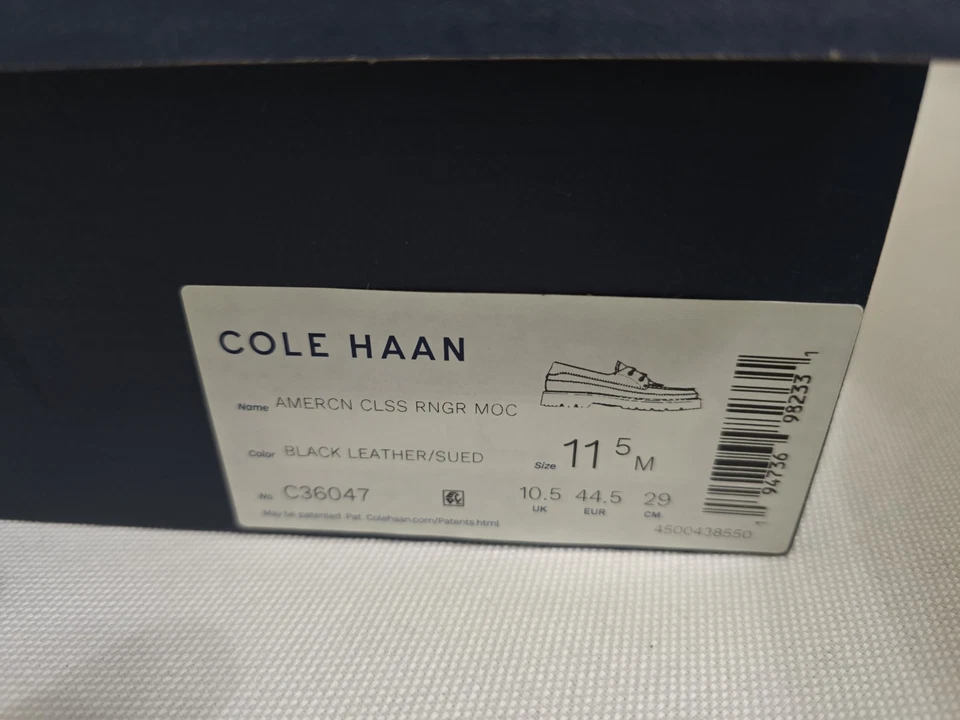 COLE HAAN
Name AMERCN CLSS RNGR MOC
Color BLACK LEATHER/SUED
Size 11 5 M
No. C36047
10.5 44.5 29
UK EUR CM
May be patented Pat. Colehaan.com/Patents.html
4500438550
1 94736 98233 1